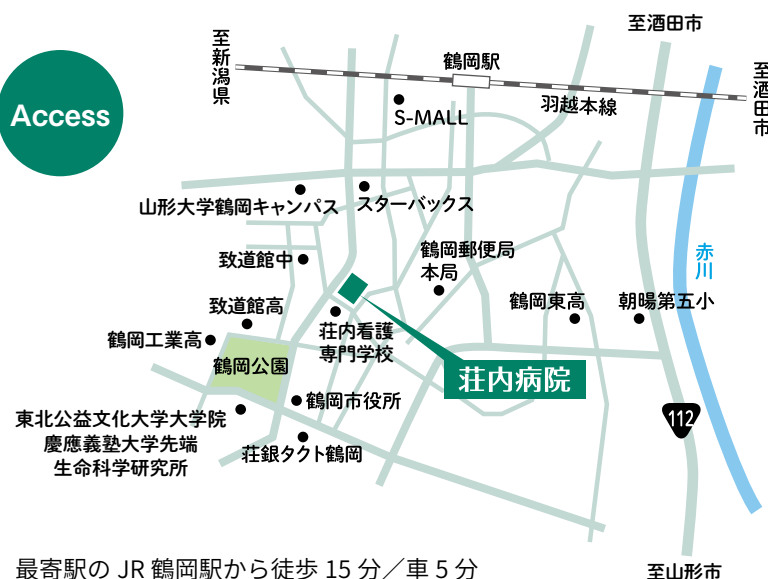 至酒田市
至新潟県
鶴岡駅
至酒田市
Access
羽越本線
S-MALL
山形大学鶴岡キャンパス
スターバックス
致道館中
鶴岡郵便局
本局
赤川
致道館高
鶴岡東高
朝暘第五小
鶴岡工業高
荘内看護
専門学校
鶴岡公園
荘内病院
鶴岡市役所
112
東北公益文化大学大学院
慶應義塾大学先端
生命科学研究所
荘銀タクト鶴岡
最寄駅の JR 鶴岡駅から徒歩 15 分／車 5 分
至山形市